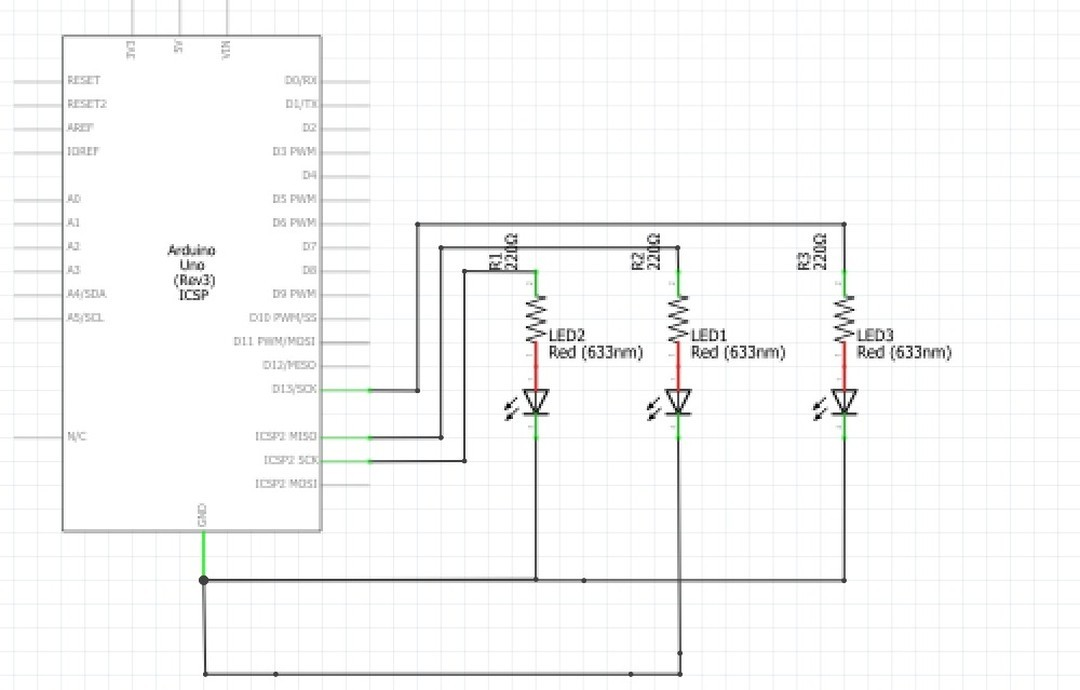 3V3
5V
VIN
RESET
RESET2
AREF
IOREF
A0
A1
A2
A3
A4/SDA
A5/SCL
N/C
Arduino
Uno
(Rev3)
ICSP
D0/RX
D1/TX
D2
D3 PWM
D4
D5 PWM
D6 PWM
D7
D8
D9 PWM
D10 PWM/SS
D11 PWM/MOSI
D12/MISO
D13/SCK
ICSP2 MISO
ICSP2 SCK
ICSP2 MOSI
GND
R1
220Ω
R2
220Ω
R3
220Ω
LED2
Red (633nm)
LED1
Red (633nm)
LED3
Red (633nm)